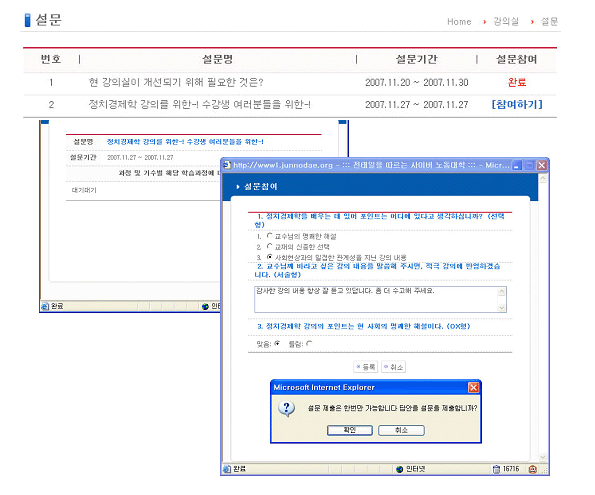 설문
Home › 강의실 › 설문
번호 | 설문명 | 설문기간 | 설문참여
1 현 강의실이 개선되기 위해 필요한 것은? 2007.11.20 ~ 2007.11.30 완료
2 정치경제학 강의를 위한~! 수강생 여러분들을 위한~! 2007.11.27 ~ 2007.11.27 [참여하기]
설문명 정치경제학 강의를 위한~! 수강생 여러분들을 위한~!
설문기간 2007.11.27 ~ 2007.11.27
과정 및 기수별 해당 학습과정에 대
대기대기
완료
인터
http://www1.junnodae.org - ::: 전태일을 따르는 사이버 노동대학 ::: - Micr...
설문참여
1. 정치경제학을 배우는 데 있어 포인트는 어디에 있다고 생각하십니까? (선택
형)
1. 교수님의 명쾌한 해설
2. 교재의 신중한 선택
3. 사회현상과의 밀접한 관계성을 지닌 강의 내용
2. 교수님께 바라고 싶은 강의 내용을 말씀해 주시면, 적극 강의에 반영하겠습
니다. (서술형)
감사한 강의 내용 항상 잘 듣고 있답니다. 좀 더 수고해 주세요.
3. 정치경제학 강의의 포인트는 현 사회의 명쾌한 해설이다. (OX형)
맞음: 틀림:
등록 취소
Microsoft Internet Explorer
설문 제출은 한번만 가능합니다 답안을 설문을 제출합니까?
확인 취소
완료 인터넷 16716